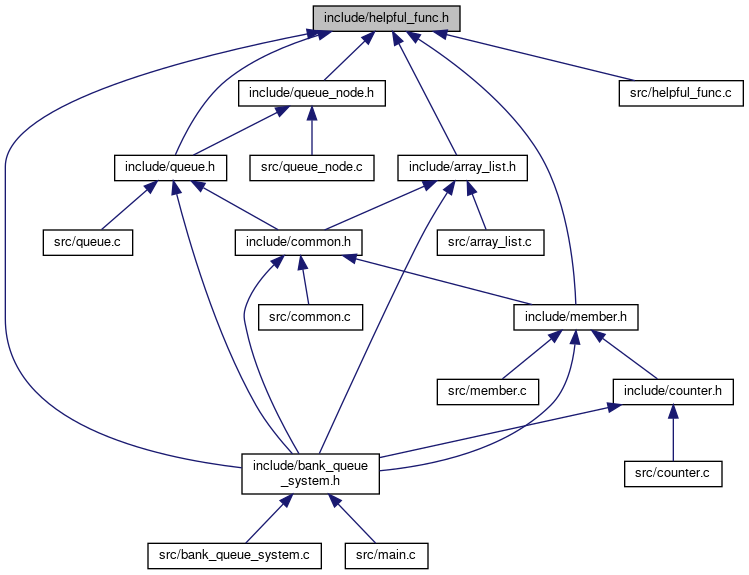 include/helpful_func.h
include/queue_node.h
src/helpful_func.c
include/queue.h
src/queue_node.c
include/array_list.h
src/queue.c
include/common.h
src/array_list.c
src/common.c
include/member.h
src/member.c
include/counter.h
include/bank_queue
_system.h
src/counter.c
src/bank_queue_system.c
src/main.c